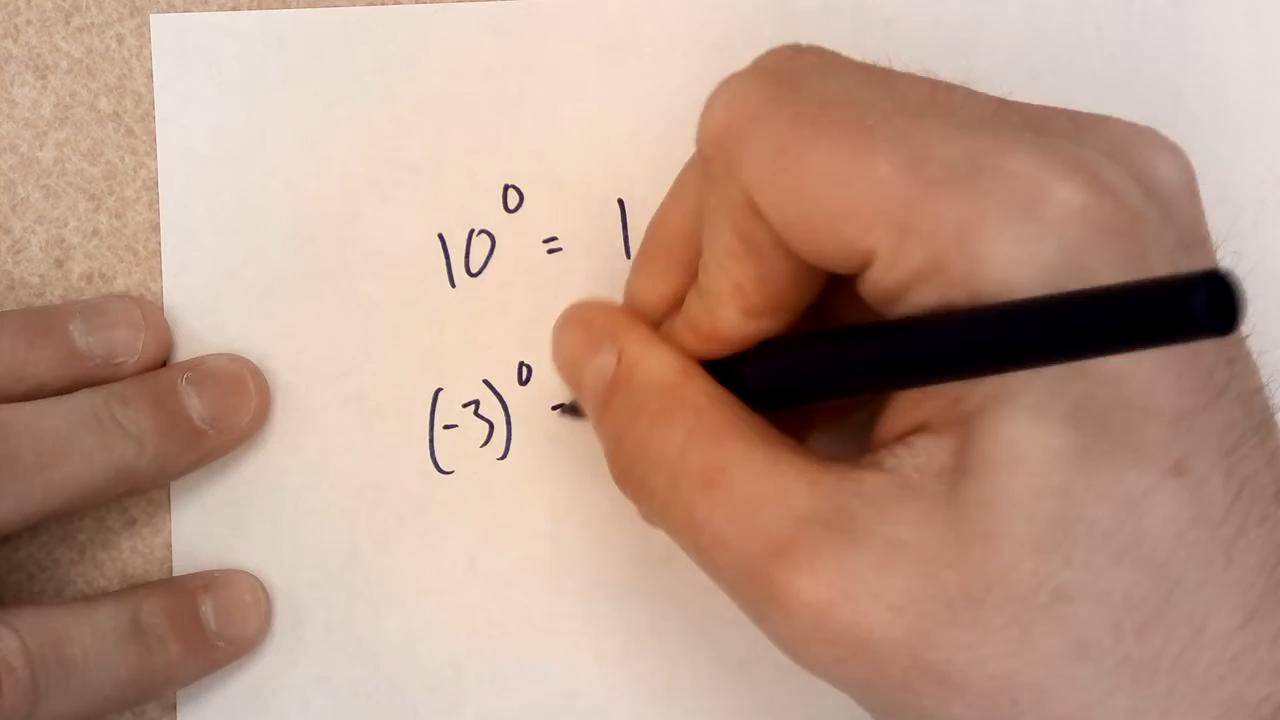 10⁰ = 1
(-3)⁰ -